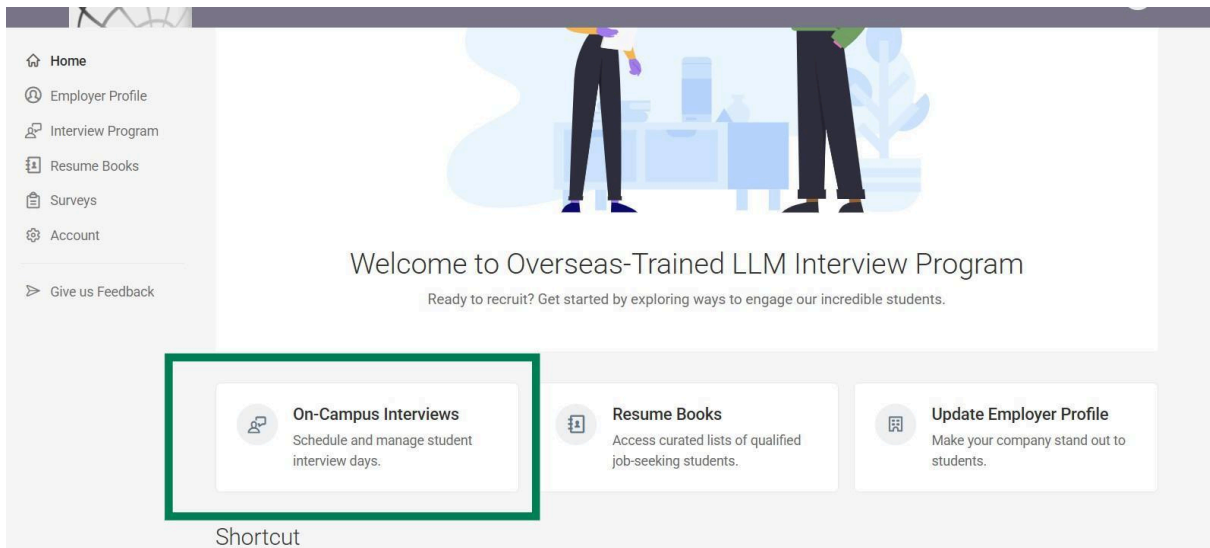 Home
Employer Profile
Interview Program
Resume Books
Surveys
Account
Give us Feedback
Welcome to Overseas-Trained LLM Interview Program
Ready to recruit? Get started by exploring ways to engage our incredible students.
On-Campus Interviews
Schedule and manage student
interview days.
Resume Books
Access curated lists of qualified
job-seeking students.
Update Employer Profile
Make your company stand out to
students.
Shortcut